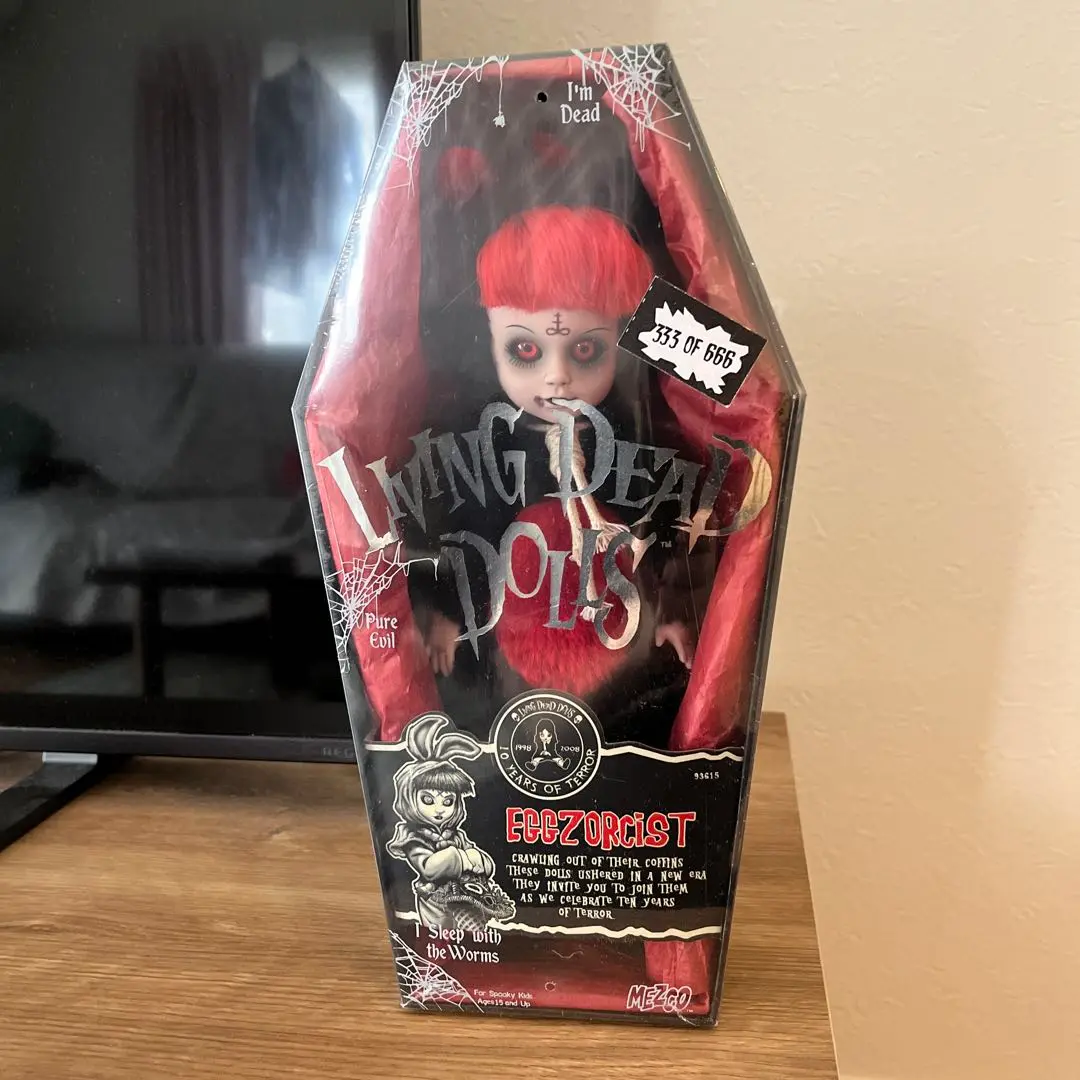 I'm
Dead
333 OF 666
LIVING DEAD
DOLLS
TM
Pure
Evil
LIVING DEAD DOLLS
1998 2008
10 YEARS OF TERROR
93615
EGGZORCIST
CRAWLING OUT OF THEIR COFFINS
THESE DOLLS USHERED IN A NEW ERA
THEY INVITE YOU TO JOIN THEM
AS WE CELEBRATE TEN YEARS
OF TERROR
I Sleep with
the Worms
For Spooky Kids
Ages 15 and Up
MEZCO